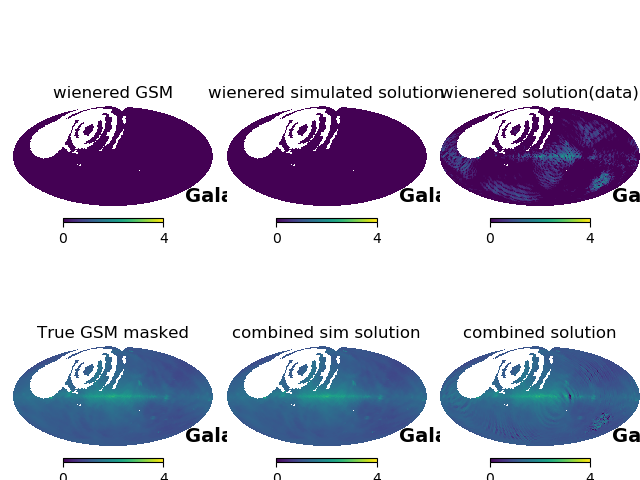 wienered GSM
wienered simulated solution
wienered solution(data)
Gala
Gala
Ga
0 4
0 4
0 4
True GSM masked
combined sim solution
combined solution
Gala
Gala
Ga
0 4
0 4
0 4